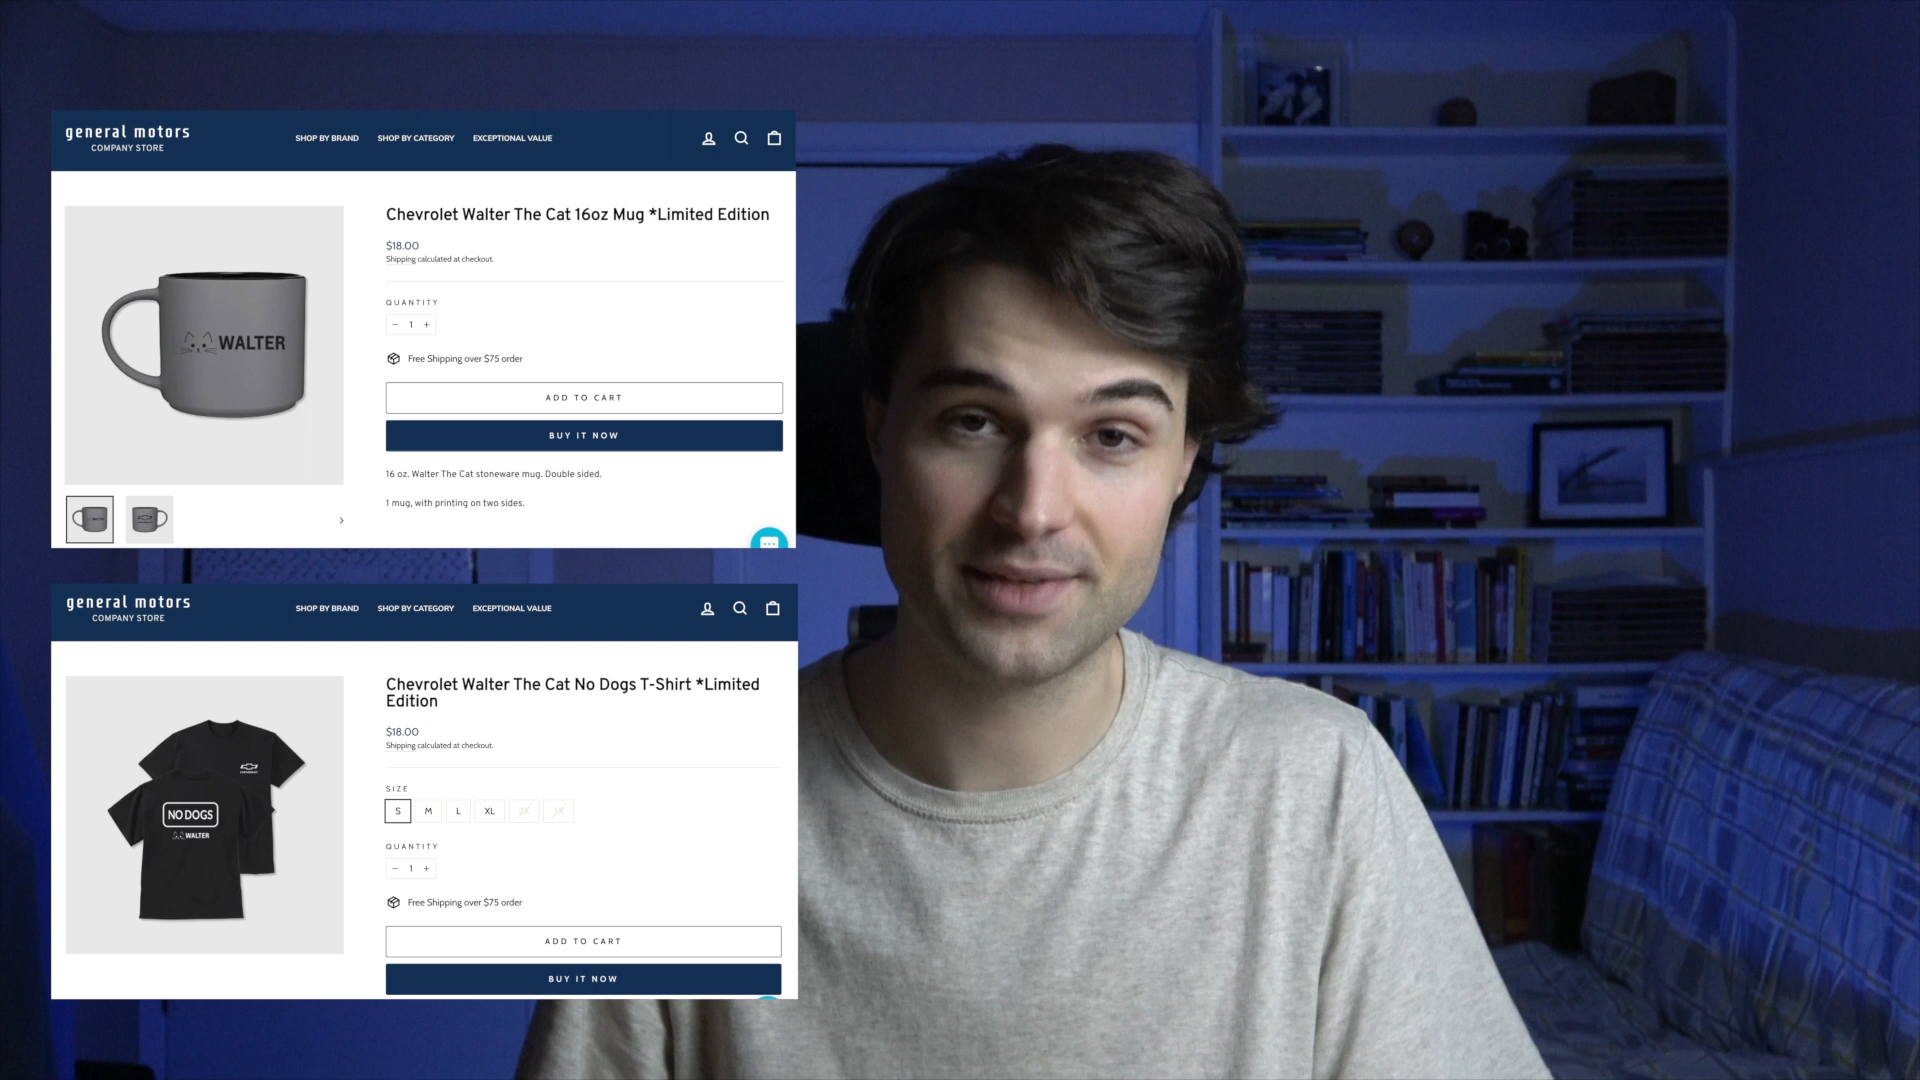 general motors
COMPANY STORE
SHOP BY BRAND SHOP BY CATEGORY EXCEPTIONAL VALUE
Chevrolet Walter The Cat 16oz Mug *Limited Edition
$18.00
Shipping calculated at checkout.
QUANTITY
− 1 +
Free Shipping over $75 order
WALTER
ADD TO CART
BUY IT NOW
16 oz. Walter The Cat stoneware mug. Double sided.
1 mug, with printing on two sides.
general motors
COMPANY STORE
SHOP BY BRAND SHOP BY CATEGORY EXCEPTIONAL VALUE
Chevrolet Walter The Cat No Dogs T-Shirt *Limited
Edition
$18.00
Shipping calculated at checkout.
SIZE
S M L XL 2X 3X
CHEVROLET
NO DOGS
WALTER
QUANTITY
− 1 +
Free Shipping over $75 order
ADD TO CART
BUY IT NOW